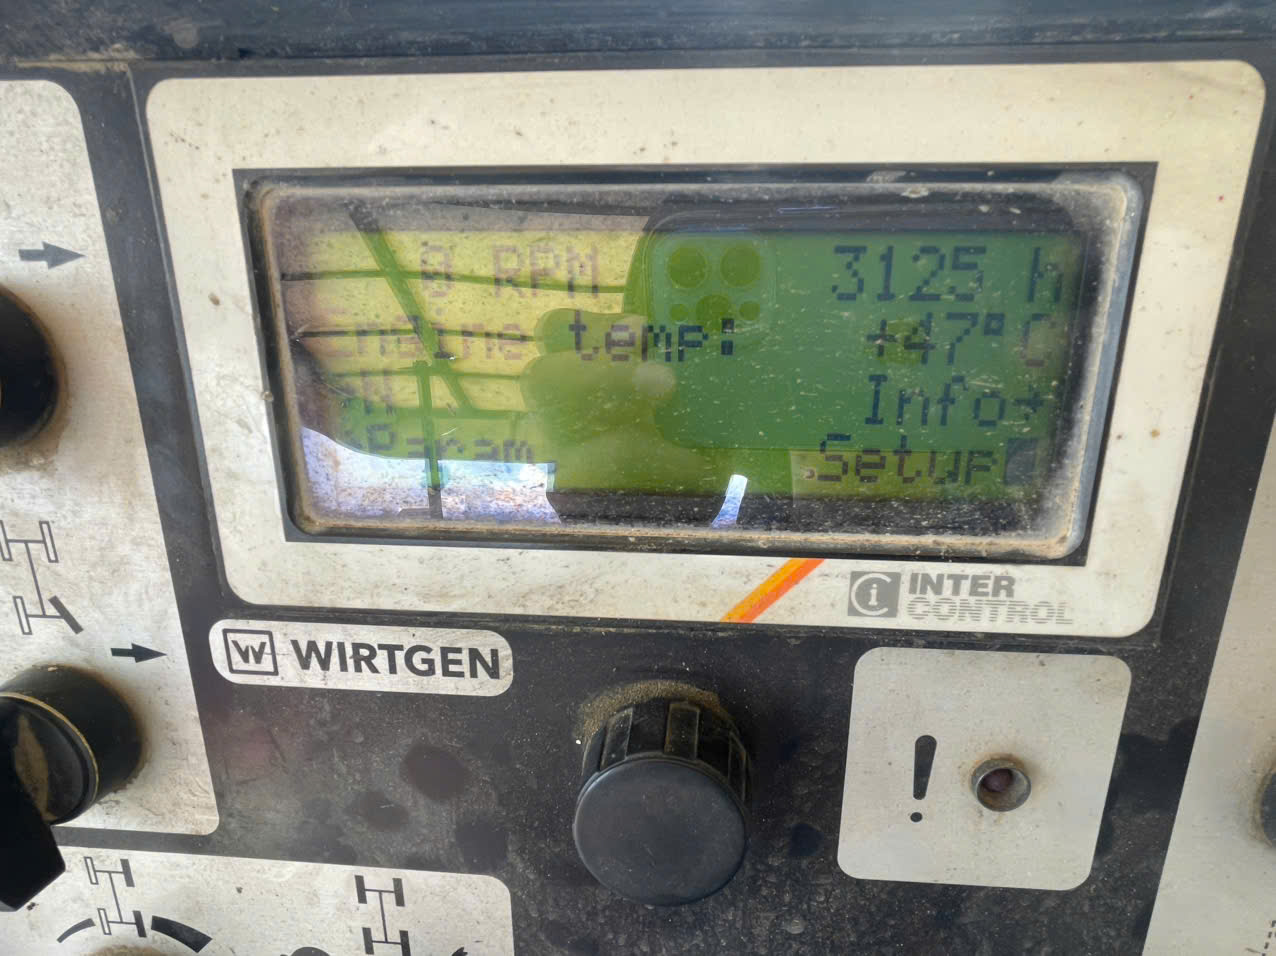 0 RPM 3125 h
Engine temp: +47°C
Info+
Param Setup
INTER
CONTROL
WIRTGEN
!